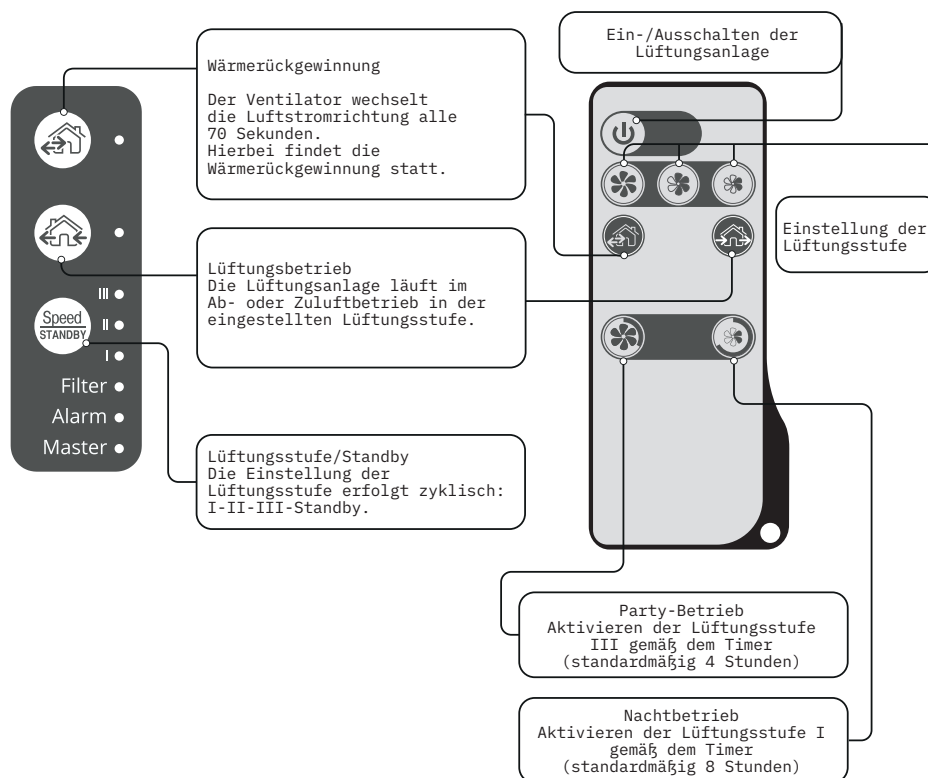 Ein-/Ausschalten der
Lüftungsanlage
Wärmerückgewinnung
Der Ventilator wechselt
die Luftstromrichtung alle
70 Sekunden.
Hierbei findet die
Wärmerückgewinnung statt.
Einstellung der
Lüftungsstufe
Lüftungsbetrieb
Die Lüftungsanlage läuft im
Ab- oder Zuluftbetrieb in der
eingestellten Lüftungsstufe.
III
Speed
STANDBY
II
I
Filter
Alarm
Master
Lüftungsstufe/Standby
Die Einstellung der
Lüftungsstufe erfolgt zyklisch:
I-II-III-Standby.
Party-Betrieb
Aktivieren der Lüftungsstufe
III gemäß dem Timer
(standardmäßig 4 Stunden)
Nachtbetrieb
Aktivieren der Lüftungsstufe I
gemäß dem Timer
(standardmäßig 8 Stunden)